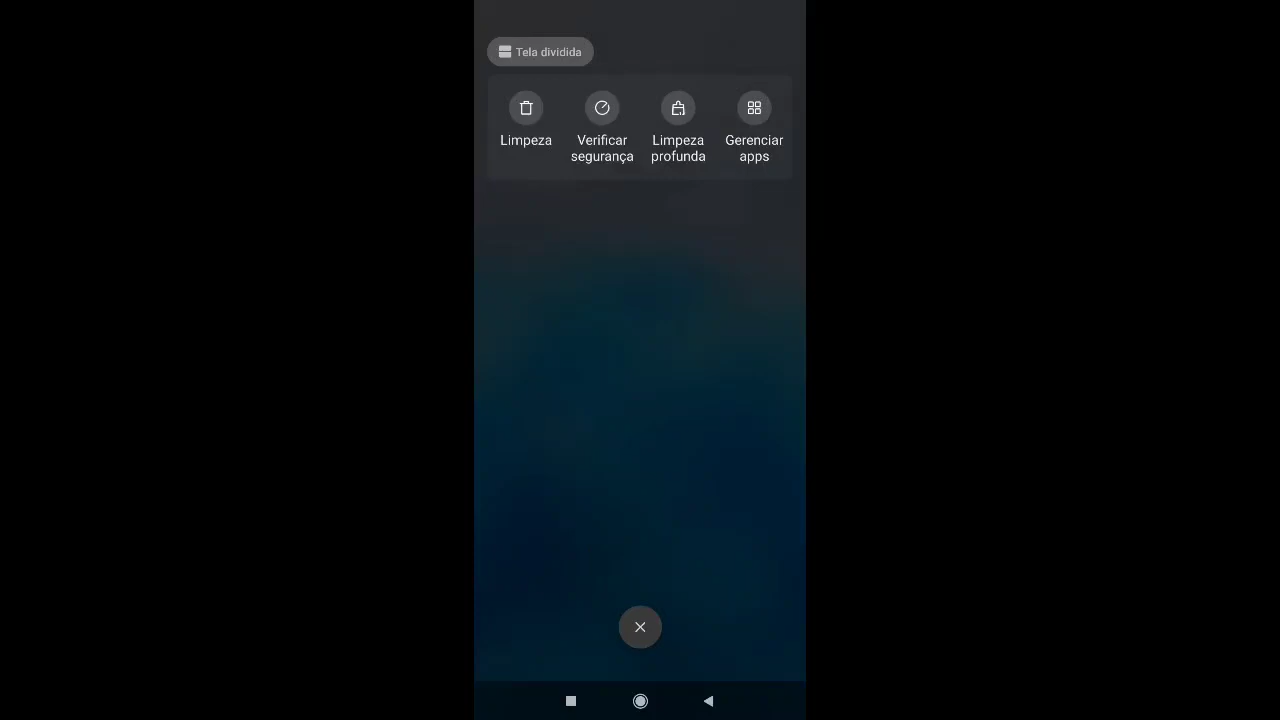 Tela dividida
Limpeza
Verificar
segurança
Limpeza
profunda
Gerenciar
apps